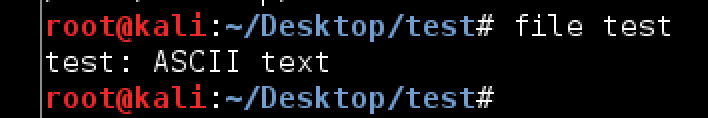 root@kali:~/Desktop/test# file test
test: ASCII text
root@kali:~/Desktop/test#